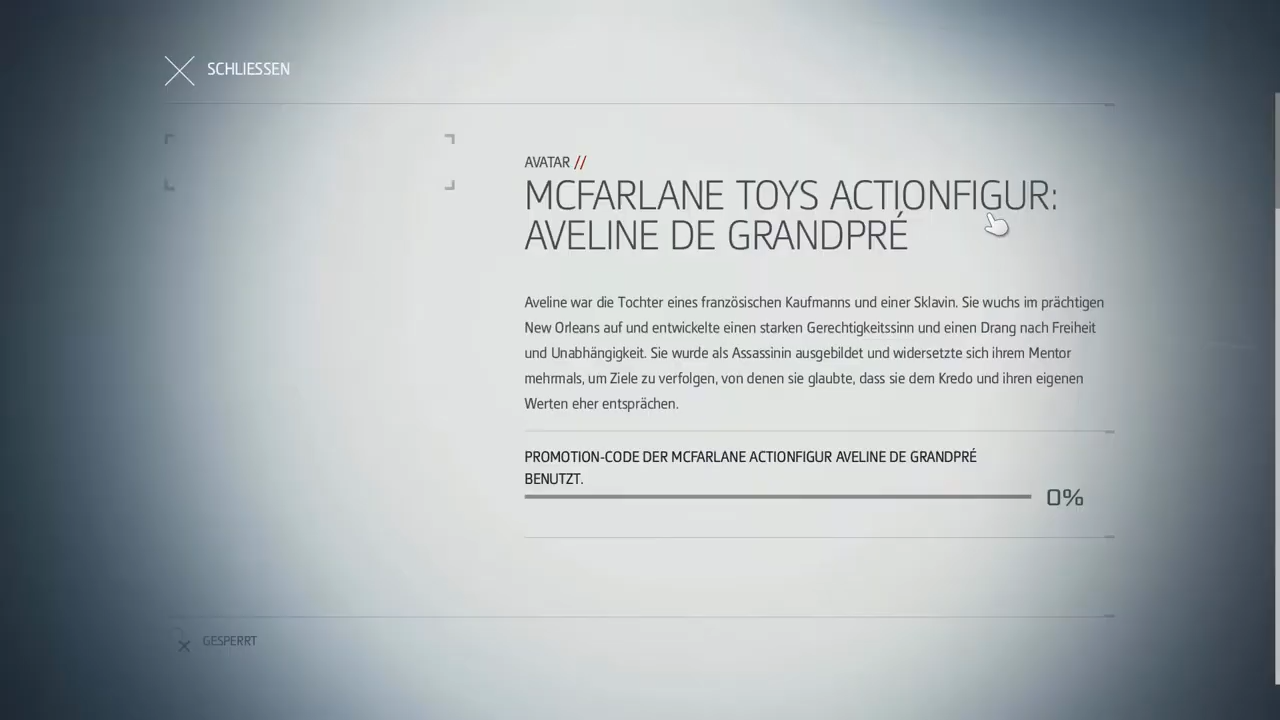 SCHLIESSEN
AVATAR //
MCFARLANE TOYS ACTIONFIGUR:
AVELINE DE GRANDPRÉ
Aveline war die Tochter eines französischen Kaufmanns und einer Sklavin. Sie wuchs im prächtigen
New Orleans auf und entwickelte einen starken Gerechtigkeitssinn und einen Drang nach Freiheit
und Unabhängigkeit. Sie wurde als Assassinin ausgebildet und widersetzte sich ihrem Mentor
mehrmals, um Ziele zu verfolgen, von denen sie glaubte, dass sie dem Kredo und ihren eigenen
Werten eher entsprächen.
PROMOTION-CODE DER MCFARLANE ACTIONFIGUR AVELINE DE GRANDPRÉ
BENUTZT.
0%
GESPERRT